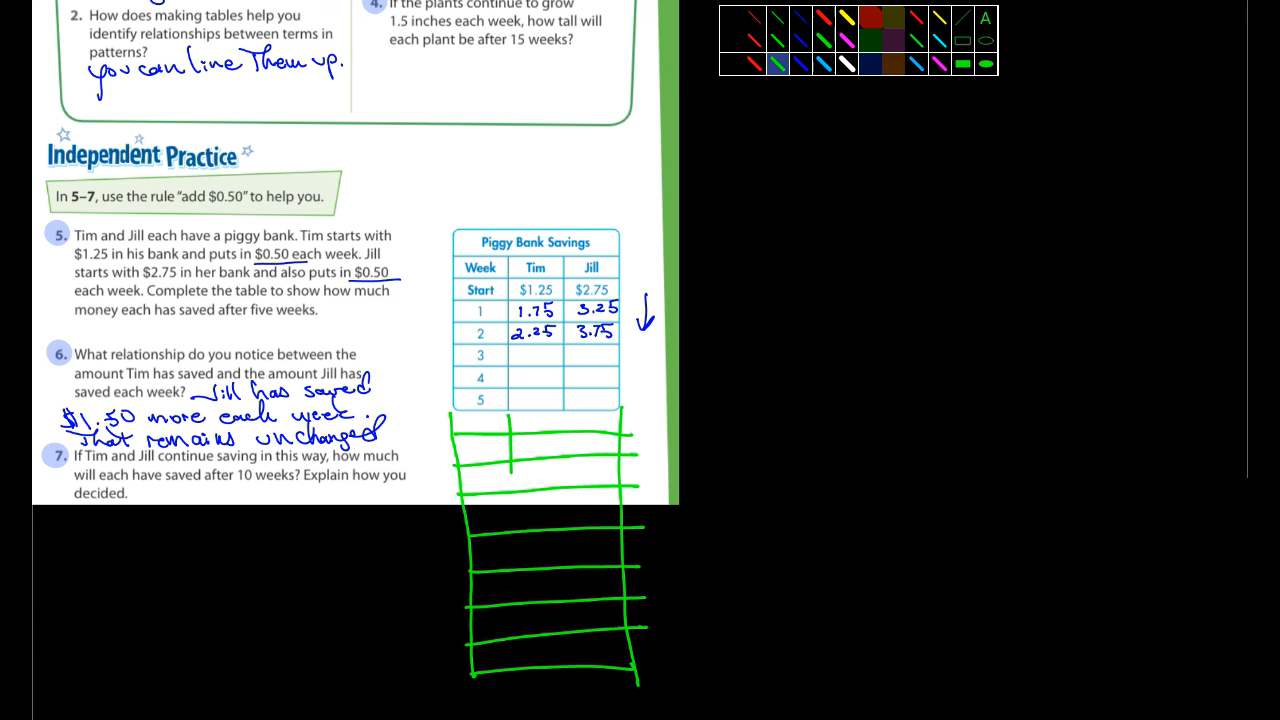 2. How does making tables help you
identify relationships between terms in
patterns?
you can line Them up.
4. If the plants continue to grow
1.5 inches each week, how tall will
each plant be after 15 weeks?
Independent Practice
In 5–7, use the rule "add $0.50" to help you.
5. Tim and Jill each have a piggy bank. Tim starts with
$1.25 in his bank and puts in $0.50 each week. Jill
starts with $2.75 in her bank and also puts in $0.50
each week. Complete the table to show how much
money each has saved after five weeks.
Piggy Bank Savings
Week Tim Jill
Start $1.25 $2.75
1 1.75 3.25
2 2.25 3.75
3
4
5
6. What relationship do you notice between the
amount Tim has saved and the amount Jill has
saved each week? Jill has saved
$1.50 more each week.
That remains unchanged
7. If Tim and Jill continue saving in this way, how much
will each have saved after 10 weeks? Explain how you
decided.
A